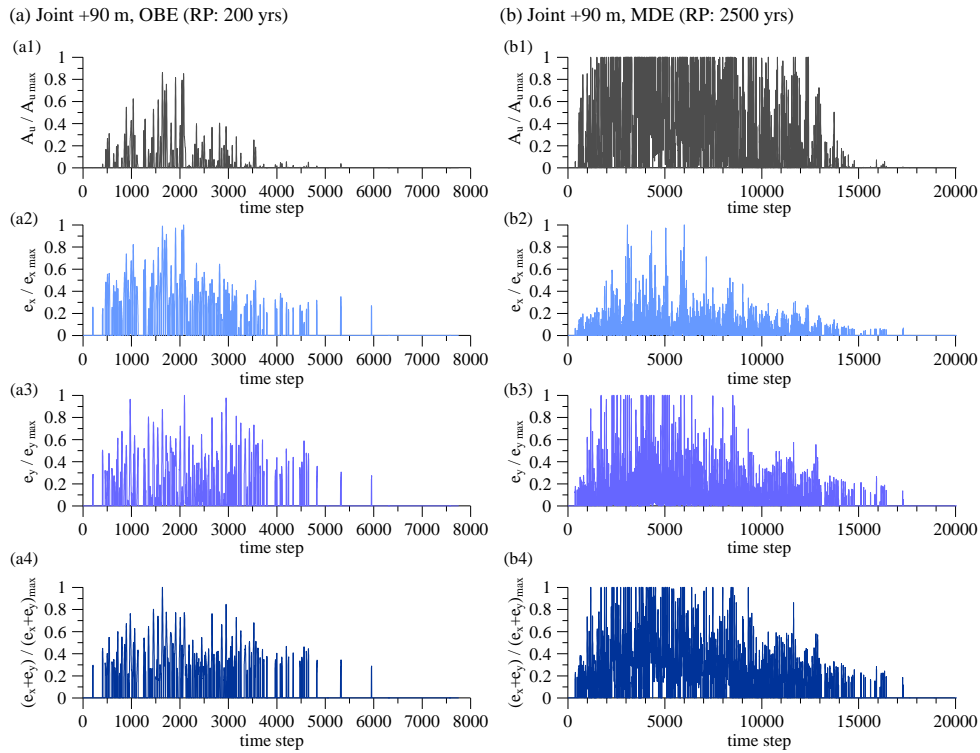 (a) Joint +90 m, OBE (RP: 200 yrs)
(a1)
A_u / A_u max
1
0.8
0.6
0.4
0.2
0
0 1000 2000 3000 4000 5000 6000 7000 8000
time step
(a2)
e_x / e_x max
1
0.8
0.6
0.4
0.2
0
0 1000 2000 3000 4000 5000 6000 7000 8000
time step
(a3)
e_y / e_y max
1
0.8
0.6
0.4
0.2
0
0 1000 2000 3000 4000 5000 6000 7000 8000
time step
(a4)
(e_x+e_y) / (e_x+e_y)_max
1
0.8
0.6
0.4
0.2
0
0 1000 2000 3000 4000 5000 6000 7000 8000
time step
(b) Joint +90 m, MDE (RP: 2500 yrs)
(b1)
A_u / A_u max
1
0.8
0.6
0.4
0.2
0
0 5000 10000 15000 20000
time step
(b2)
e_x / e_x max
1
0.8
0.6
0.4
0.2
0
0 5000 10000 15000 20000
time step
(b3)
e_y / e_y max
1
0.8
0.6
0.4
0.2
0
0 5000 10000 15000 20000
time step
(b4)
(e_x+e_y) / (e_x+e_y)_max
1
0.8
0.6
0.4
0.2
0
0 5000 10000 15000 20000
time step